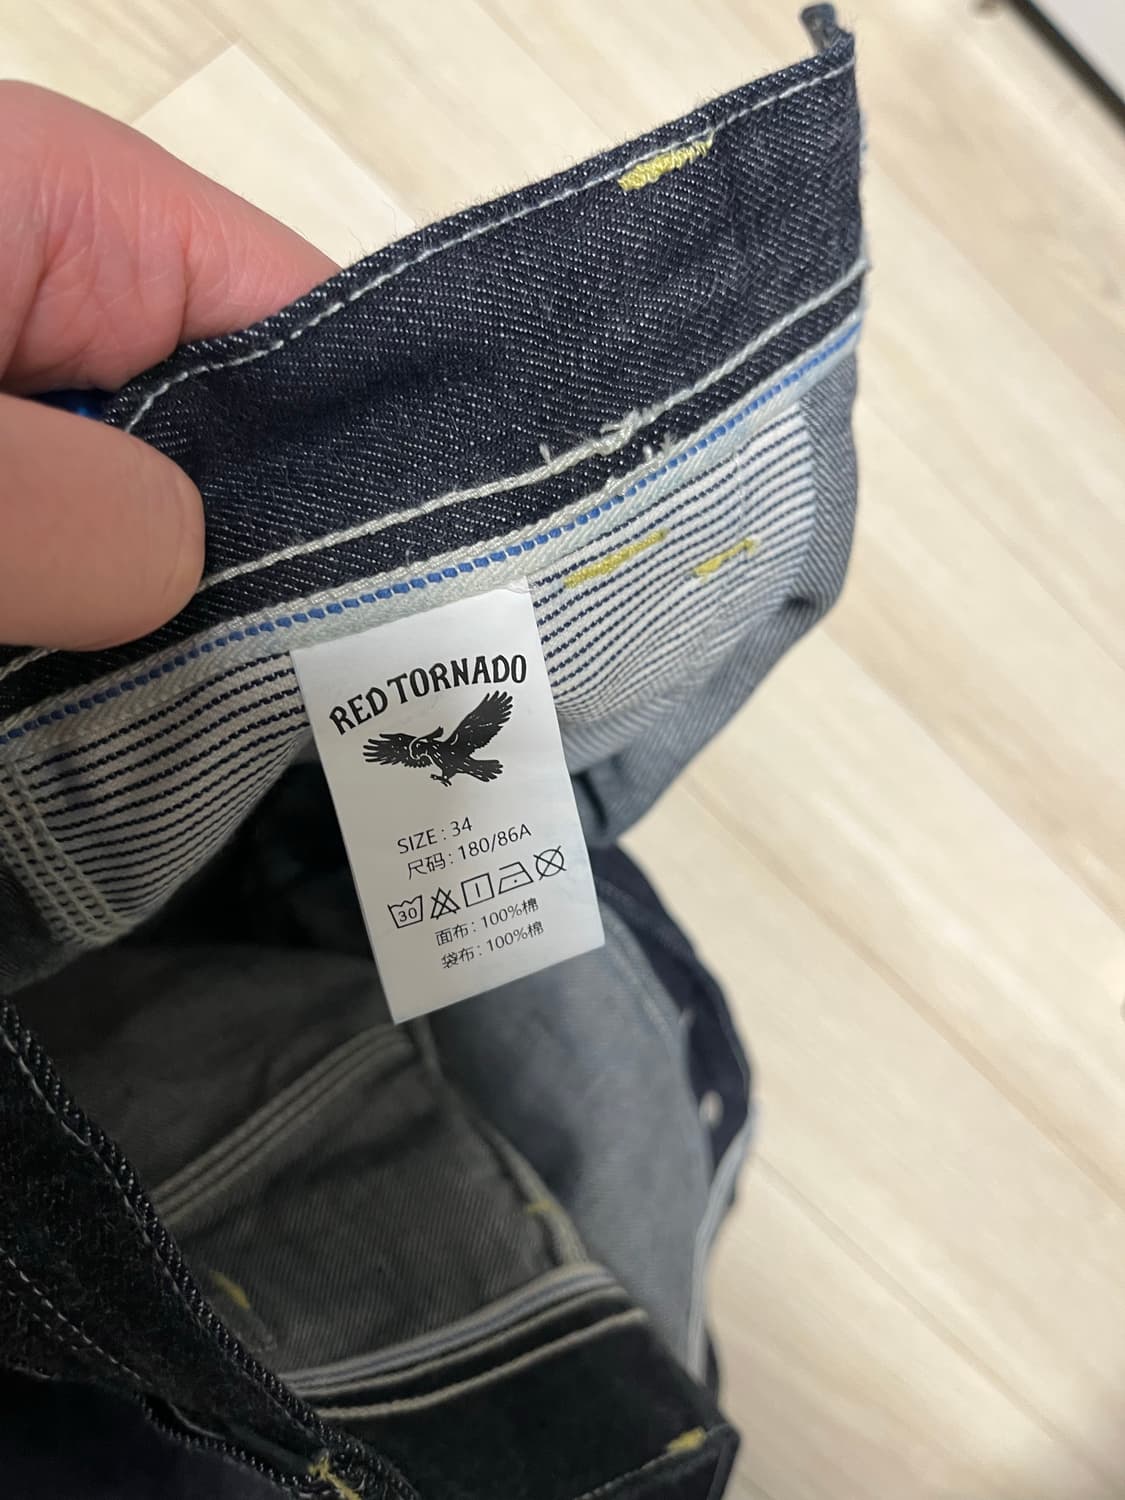 RED TORNADO
SIZE : 34
尺码 : 180/86A
30
面布 : 100%棉
袋布 : 100%棉